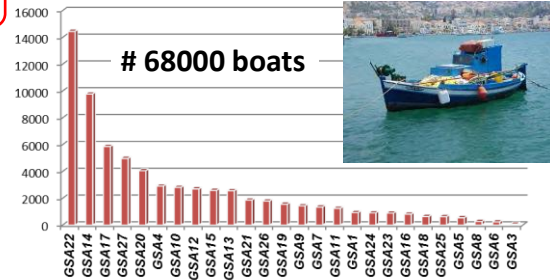 16000
14000
12000
10000
8000
6000
4000
2000
0
# 68000 boats
GSA22
GSA14
GSA17
GSA27
GSA20
GSA4
GSA10
GSA12
GSA15
GSA13
GSA21
GSA26
GSA19
GSA9
GSA7
GSA11
GSA1
GSA24
GSA23
GSA16
GSA18
GSA25
GSA5
GSA8
GSA6
GSA3